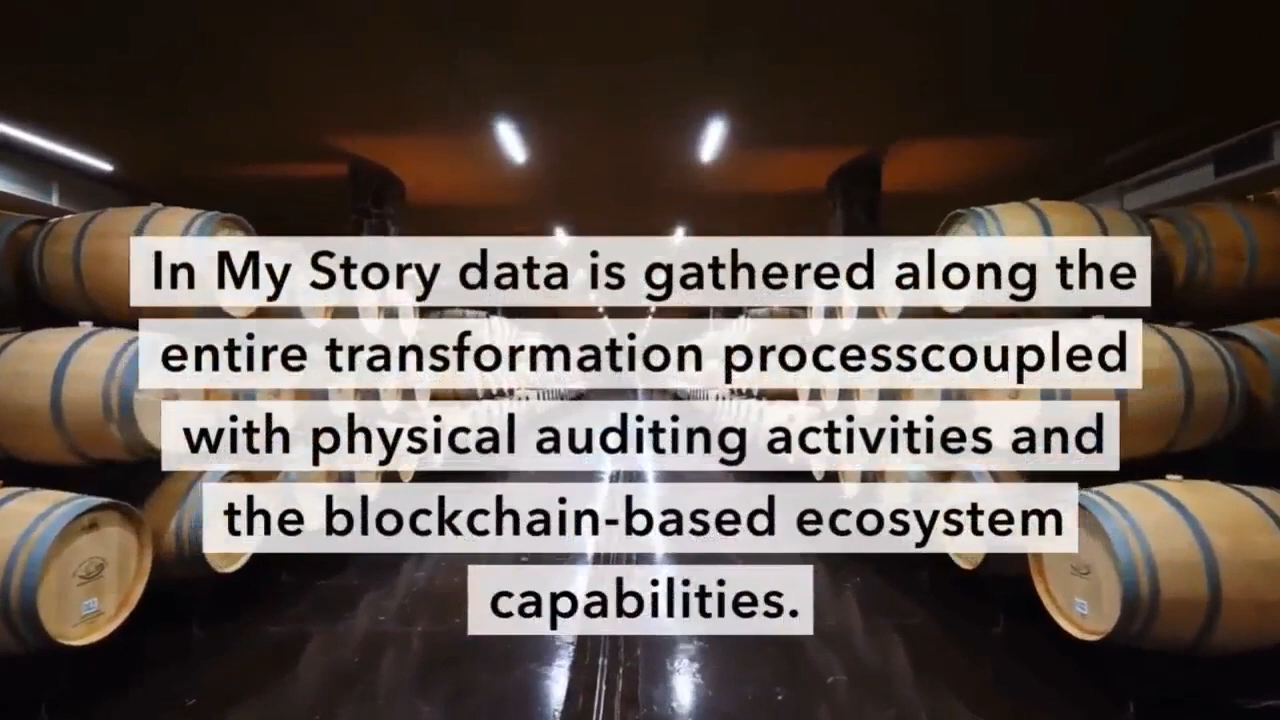 In My Story data is gathered along the
entire transformation processcoupled
with physical auditing activities and
the blockchain-based ecosystem
capabilities.